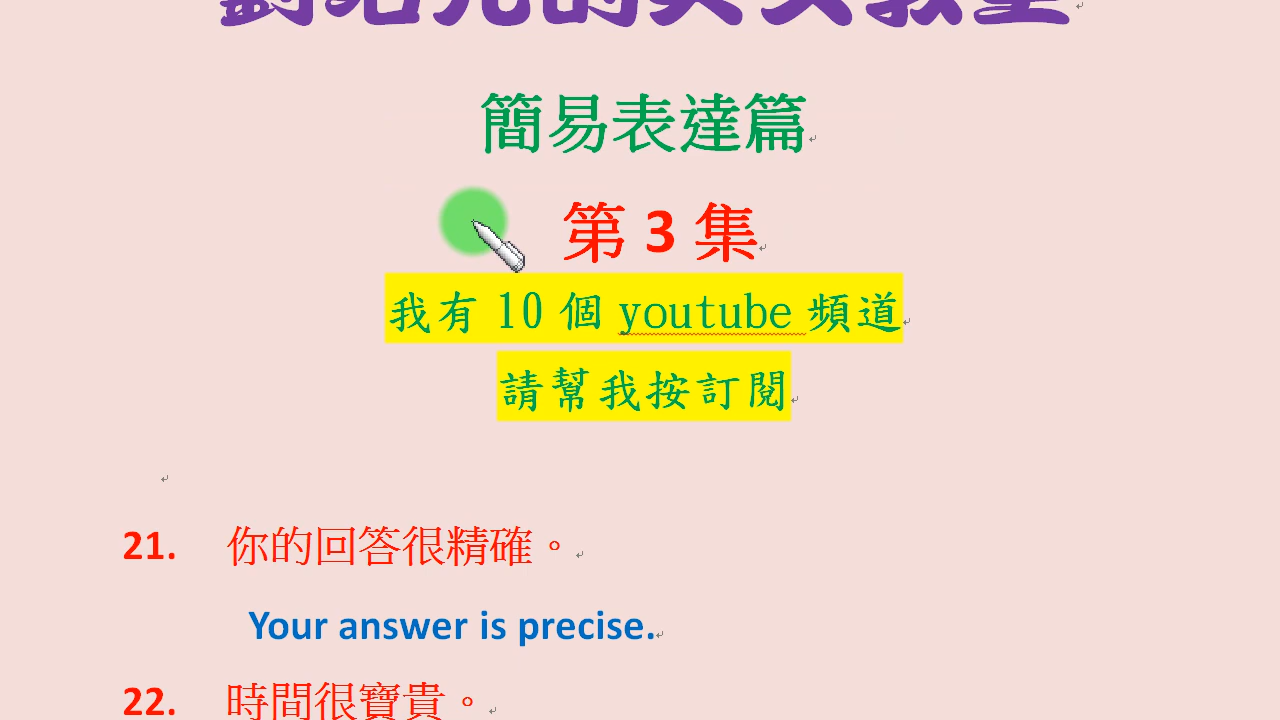 簡易表達篇
第 3 集
我有 10 個 youtube 頻道
請幫我按訂閱
21. 你的回答很精確。
Your answer is precise.
22. 時間很寶貴。